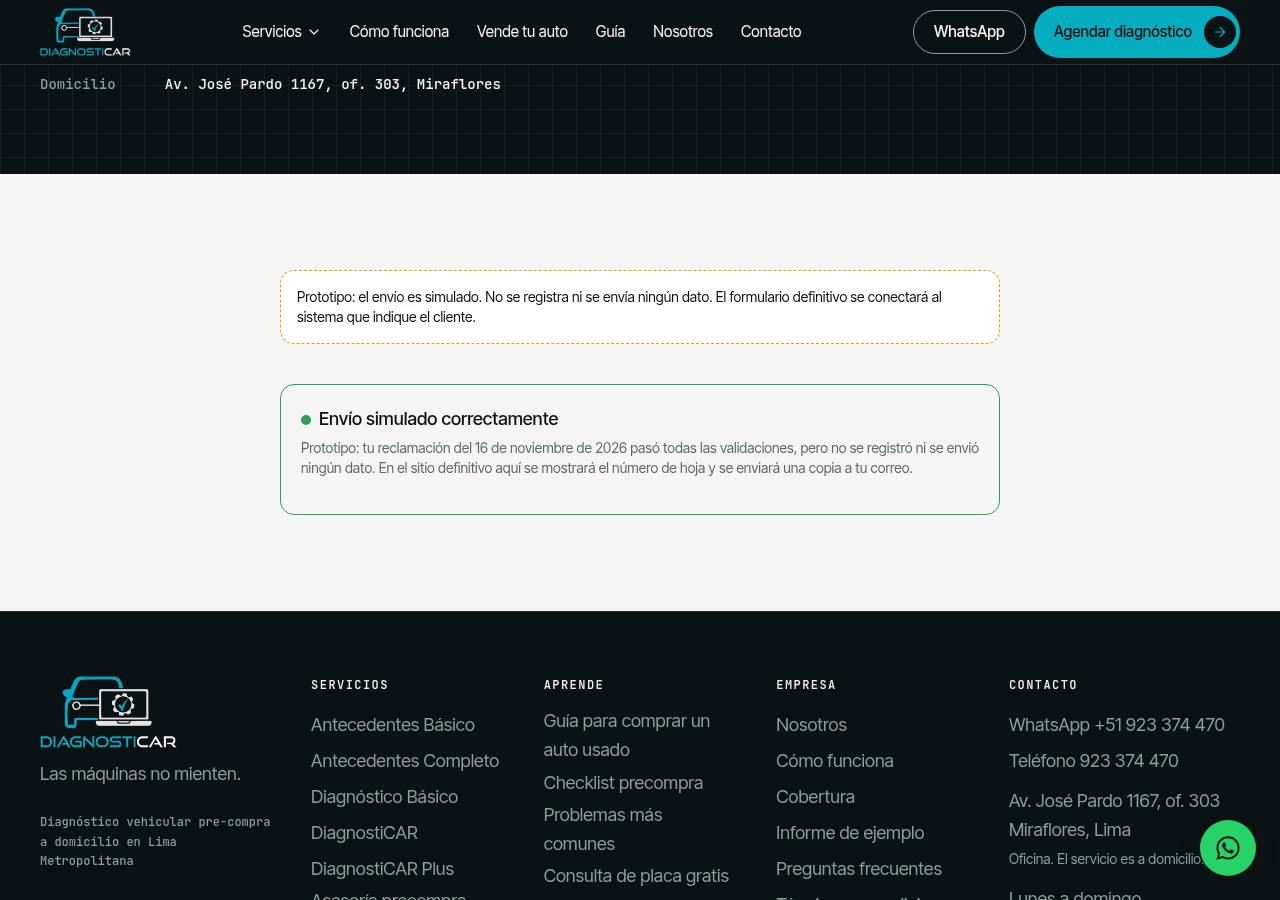 DIAGNOSTICAR
Servicios
Cómo funciona
Vende tu auto
Guía
Nosotros
Contacto
WhatsApp
Agendar diagnóstico
Domicilio
Av. José Pardo 1167, of. 303, Miraflores
Prototipo: el envío es simulado. No se registra ni se envía ningún dato. El formulario definitivo se conectará al
sistema que indique el cliente.
Envío simulado correctamente
Prototipo: tu reclamación del 16 de noviembre de 2026 pasó todas las validaciones, pero no se registró ni se envió
ningún dato. En el sitio definitivo aquí se mostrará el número de hoja y se enviará una copia a tu correo.
DIAGNOSTICAR
Las máquinas no mienten.
Diagnóstico vehicular pre-compra
a domicilio en Lima
Metropolitana
SERVICIOS
Antecedentes Básico
Antecedentes Completo
Diagnóstico Básico
DiagnostiCAR
DiagnostiCAR Plus
Asesoría precompra
APRENDE
Guía para comprar un
auto usado
Checklist precompra
Problemas más
comunes
Consulta de placa gratis
EMPRESA
Nosotros
Cómo funciona
Cobertura
Informe de ejemplo
Preguntas frecuentes
CONTACTO
WhatsApp +51 923 374 470
Teléfono 923 374 470
Av. José Pardo 1167, of. 303
Miraflores, Lima
Oficina. El servicio es a domicilio.
Lunes a domingo